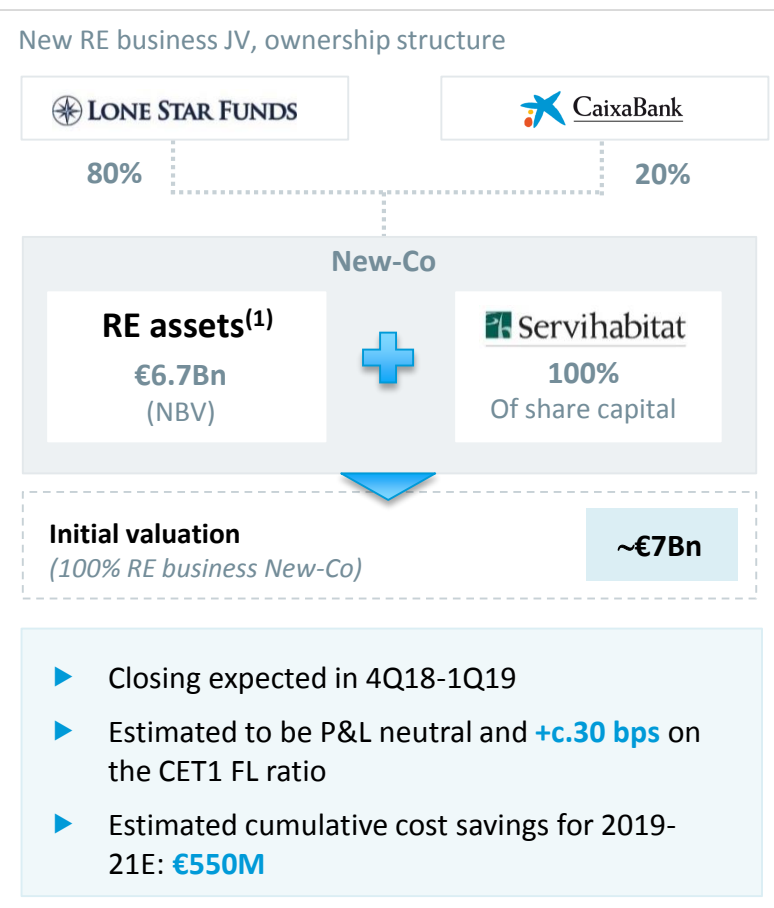 New RE business JV, ownership structure
LONE STAR FUNDS
CaixaBank
80%
20%
New-Co
RE assets(1)
€6.7Bn
(NBV)
Servihabitat
100%
Of share capital
Initial valuation
(100% RE business New-Co)
~€7Bn
Closing expected in 4Q18-1Q19
Estimated to be P&L neutral and +c.30 bps on
the CET1 FL ratio
Estimated cumulative cost savings for 2019-
21E: €550M